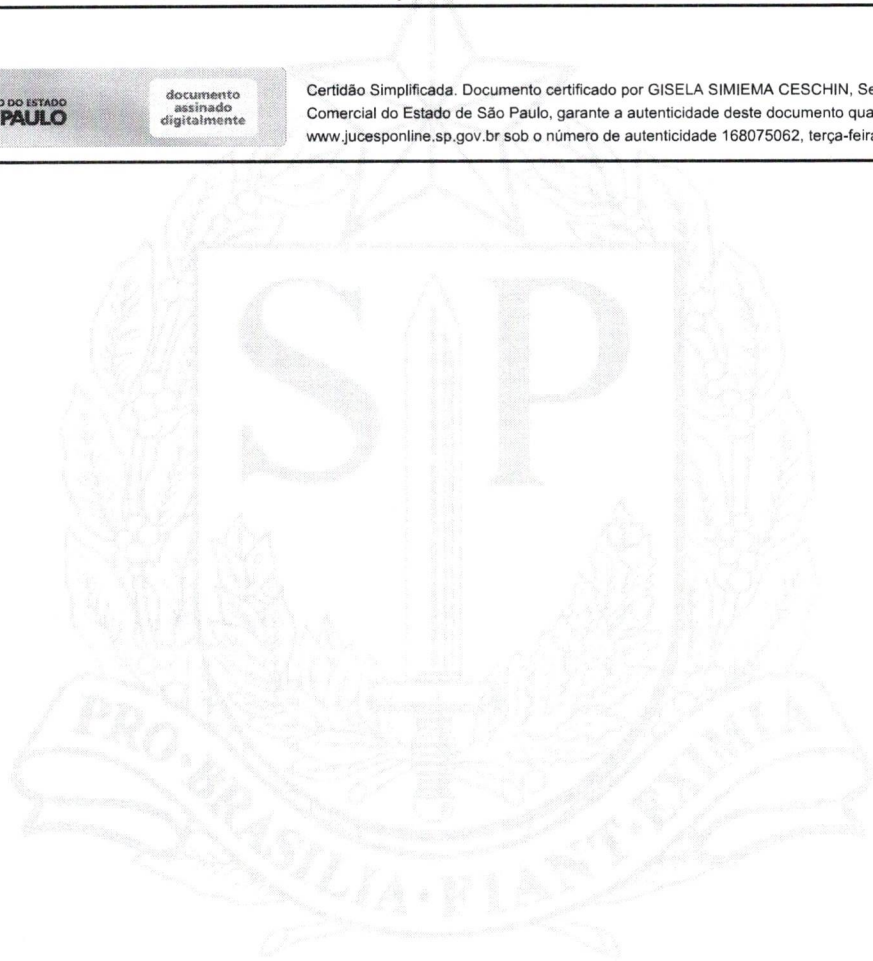 O DO ESTADO
PAULO
documento
assinado
digitalmente
Certidão Simplificada. Documento certificado por GISELA SIMIEMA CESCHIN, Se
Comercial do Estado de São Paulo, garante a autenticidade deste documento qua
www.jucesponline.sp.gov.br sob o número de autenticidade 168075062, terça-feira
S P
PRO·BRASILIA·FIANT·EXIMIA